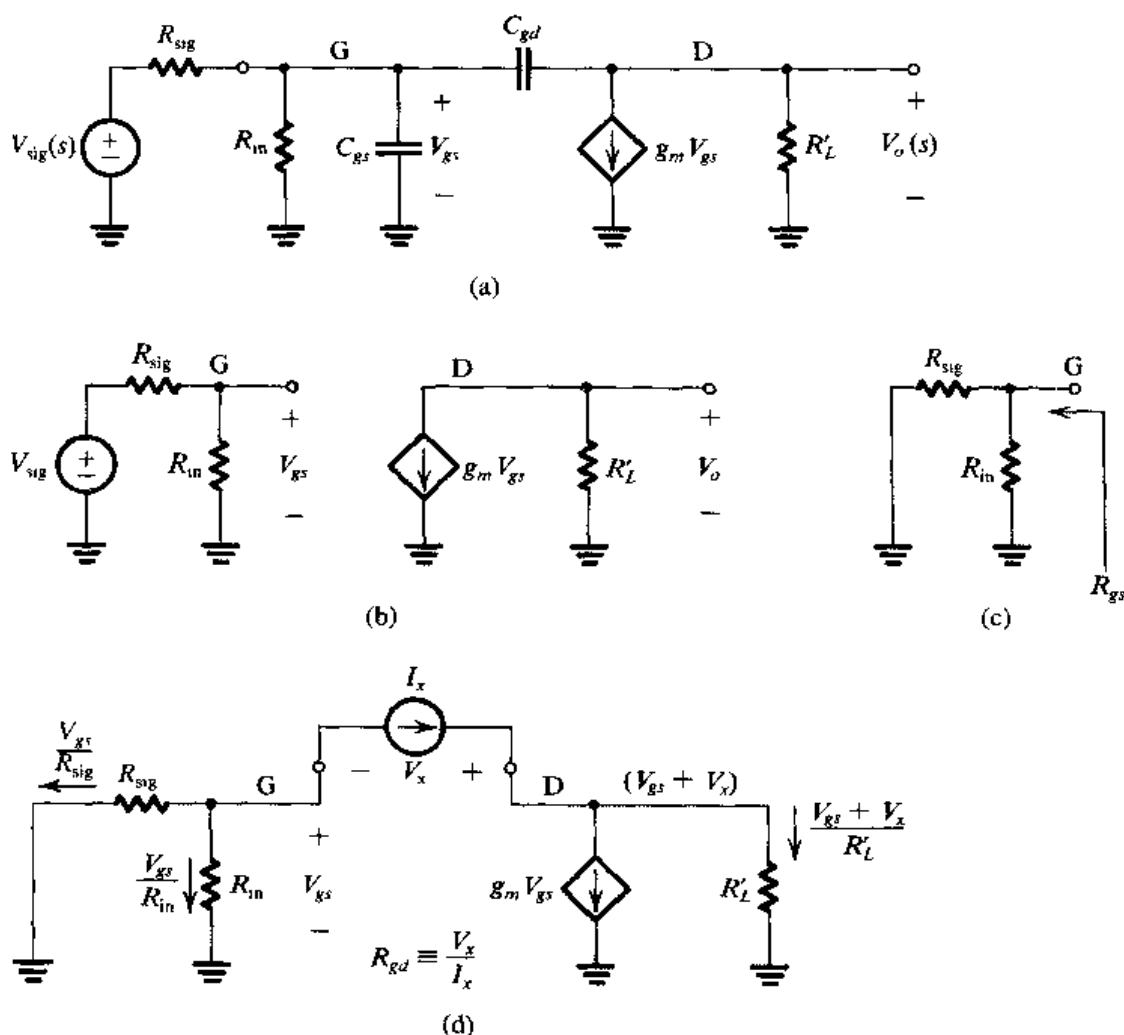 R_sig
G
C_gd
D
V_sig(s)
+
−
R_in
C_gs
+
V_gs
−
g_m V_gs
R'_L
+
V_o(s)
−
(a)
R_sig
G
V_sig
+
−
R_in
+
V_gs
−
D
g_m V_gs
R'_L
+
V_o
−
(b)
R_sig
G
R_in
R_gs
(c)
I_x
− V_x +
V_gs / R_sig
R_sig
G
D
(V_gs + V_x)
V_gs + V_x / R'_L
V_gs / R_in
R_in
+
V_gs
−
g_m V_gs
R'_L
R_gd ≡ V_x / I_x
(d)